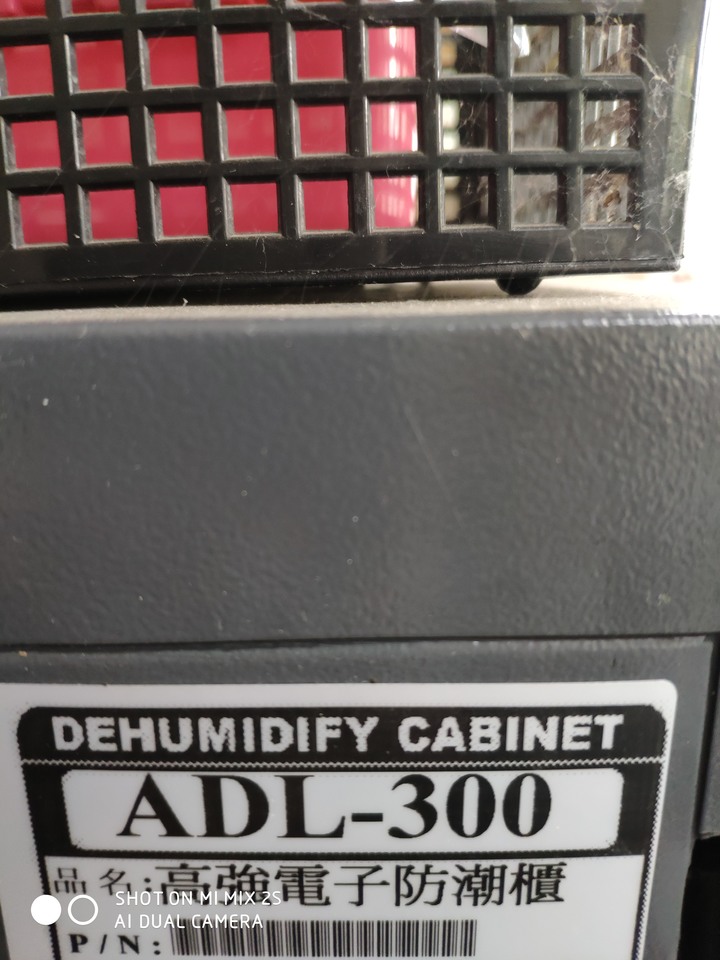 DEHUMIDIFY CABINET
ADL-300
品名:高強電子防潮櫃
P/N:
SHOT ON MI MIX 2S
AI DUAL CAMERA